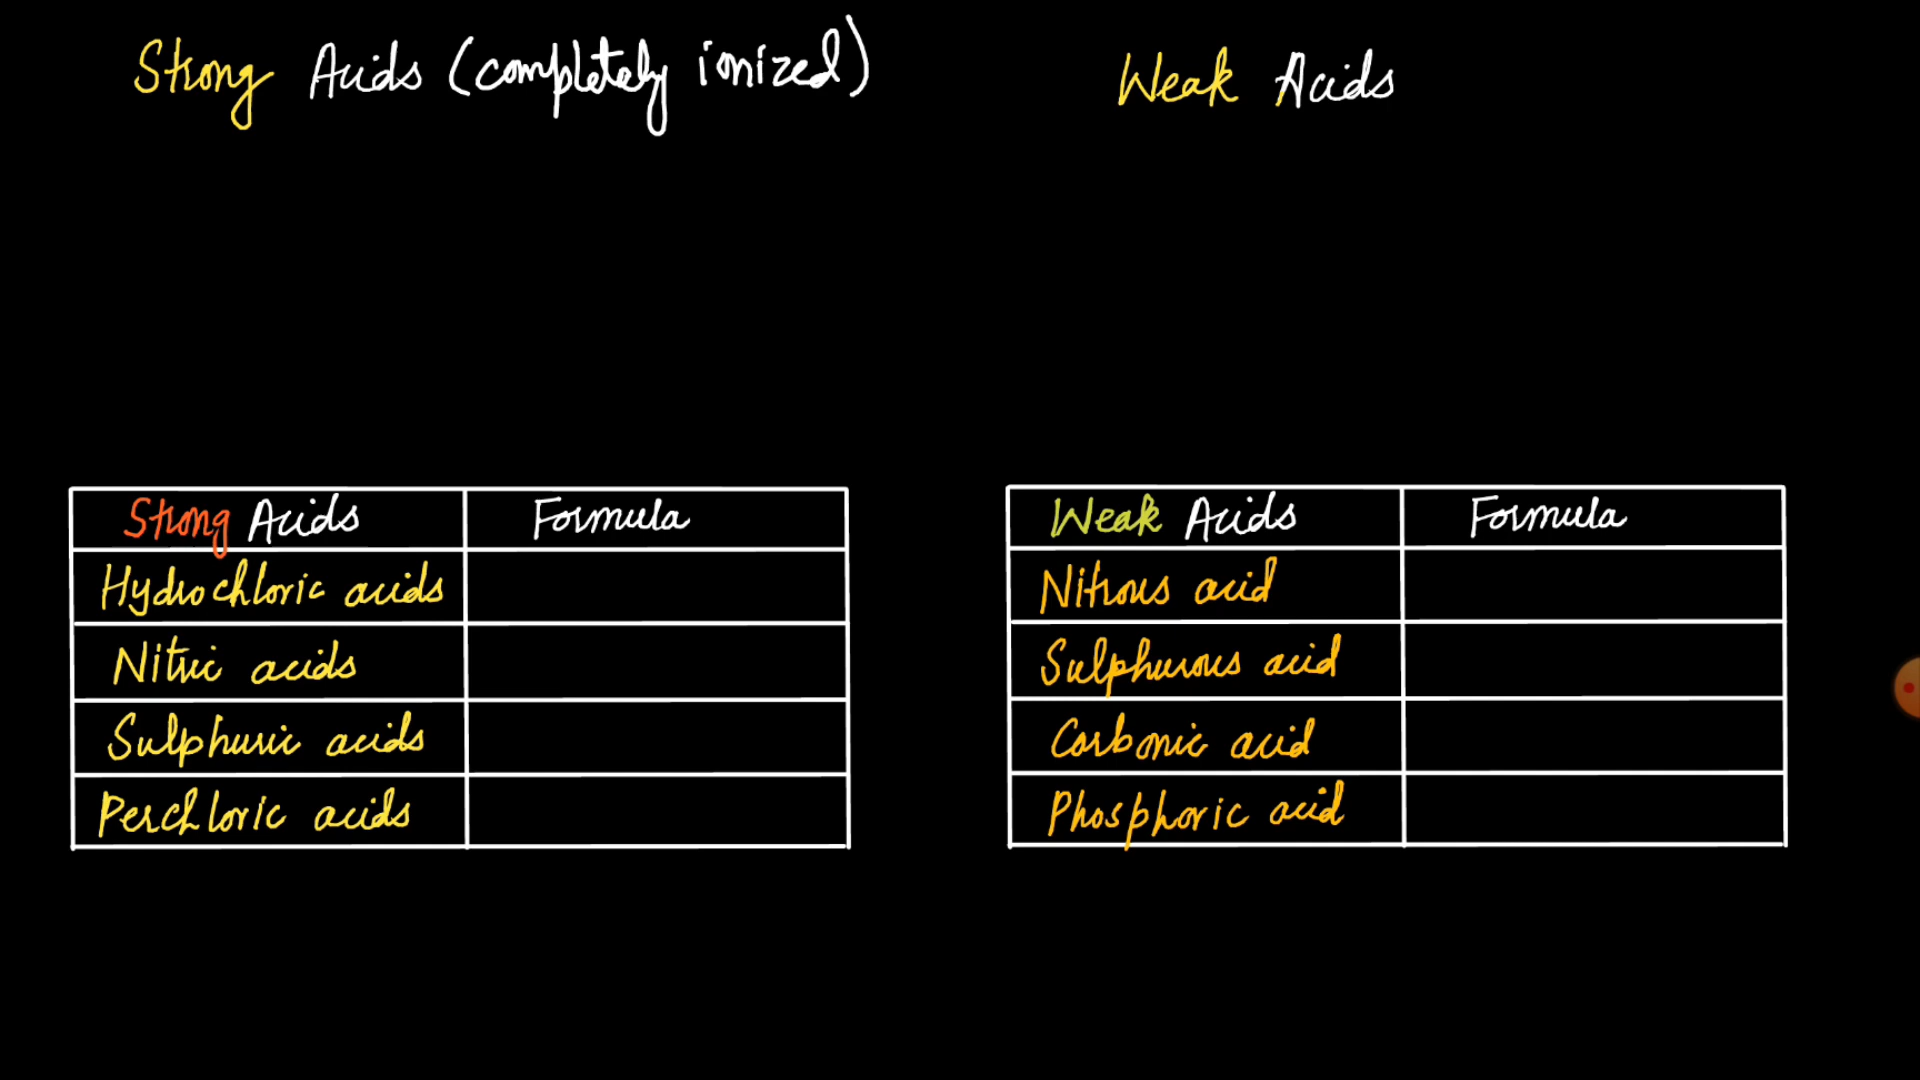 Strong Acids (completely ionized)
Weak Acids
Strong Acids Formula
Hydrochloric acids
Nitric acids
Sulphuric acids
Perchloric acids
Weak Acids Formula
Nitrous acid
Sulphurous acid
Carbonic acid
Phosphoric acid